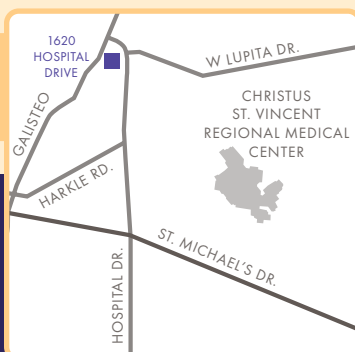 1620
HOSPITAL
DRIVE
W LUPITA DR.
GALISTEO
CHRISTUS
ST. VINCENT
REGIONAL MEDICAL
CENTER
HARKLE RD.
ST. MICHAEL'S DR.
HOSPITAL DR.